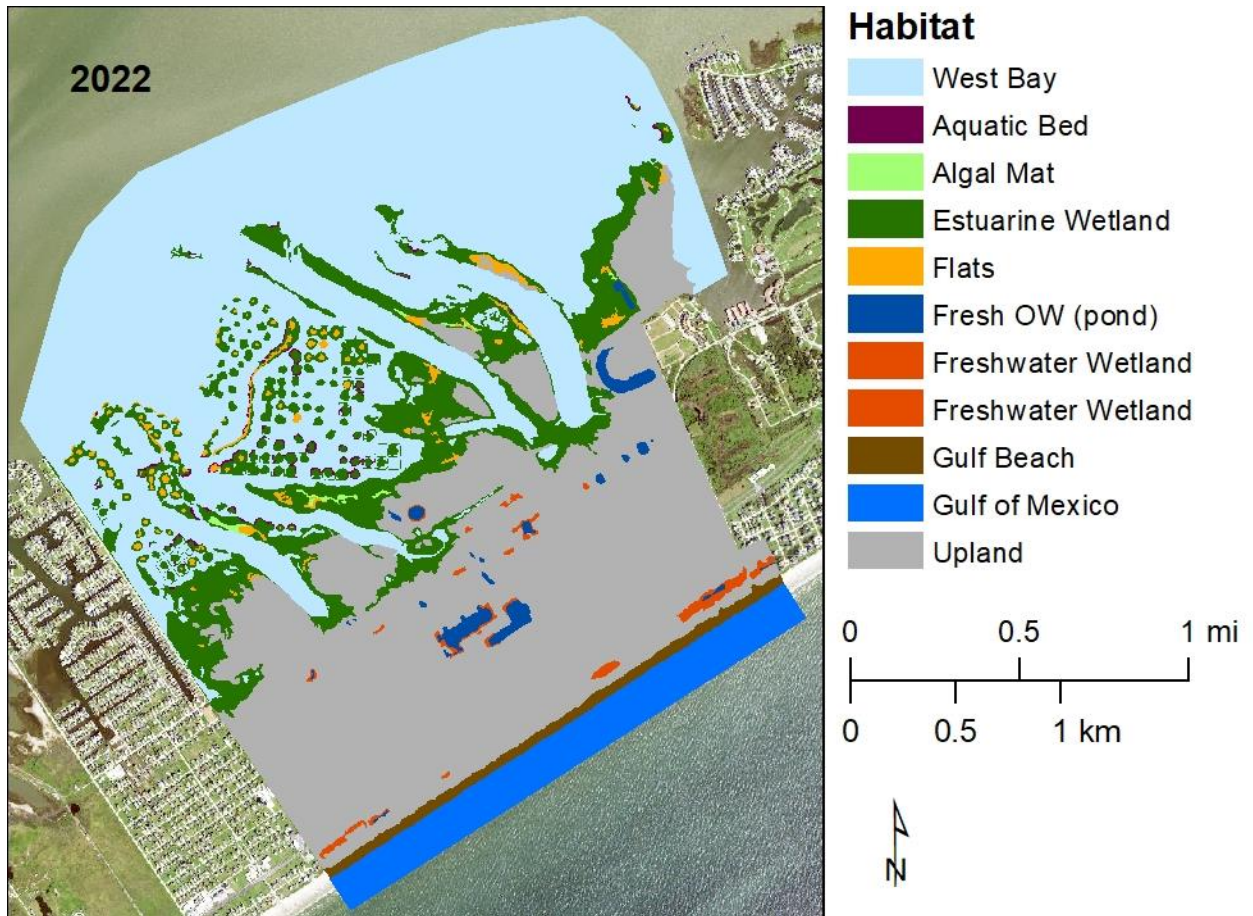 2022
Habitat
West Bay
Aquatic Bed
Algal Mat
Estuarine Wetland
Flats
Fresh OW (pond)
Freshwater Wetland
Freshwater Wetland
Gulf Beach
Gulf of Mexico
Upland
0 0.5 1 mi
0 0.5 1 km
N